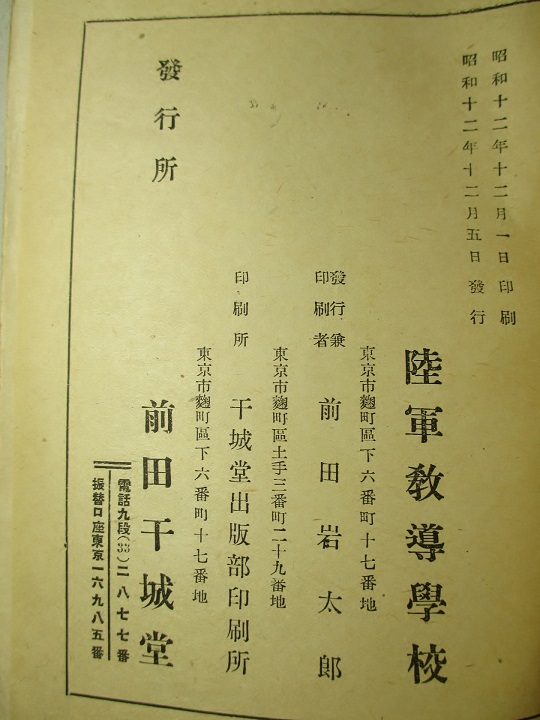 昭和十二年十二月一日印刷
昭和十二年十二月五日發行
陸軍教導學校
東京市麴町區下六番町十七番地
發行兼
印刷者
前田岩太郎
東京市麴町區土手三番町二十九番地
印刷所
干城堂出版部印刷所
東京市麴町區下六番町十七番地
發行所
前田干城堂
電話九段(33)二八七七番
振替口座東京一六九八五番